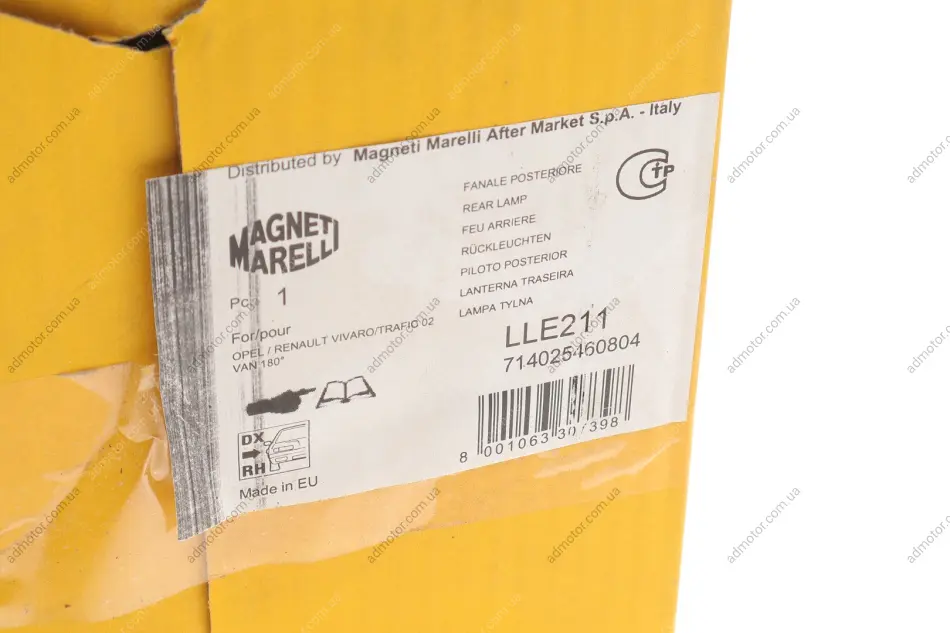 Distributed by Magneti Marelli After Market S.p.A. - Italy
MAGNETI
MARELLI
Pcs 1
For/pour
OPEL / RENAULT VIVARO/TRAFIC 02
VAN 180°
DX
RH
Made in EU
FANALE POSTERIORE
REAR LAMP
FEU ARRIERE
RÜCKLEUCHTEN
PILOTO POSTERIOR
LANTERNA TRASEIRA
LAMPA TYLNA
LLE211
714025460804
8 001063 307398
admotor.com.ua